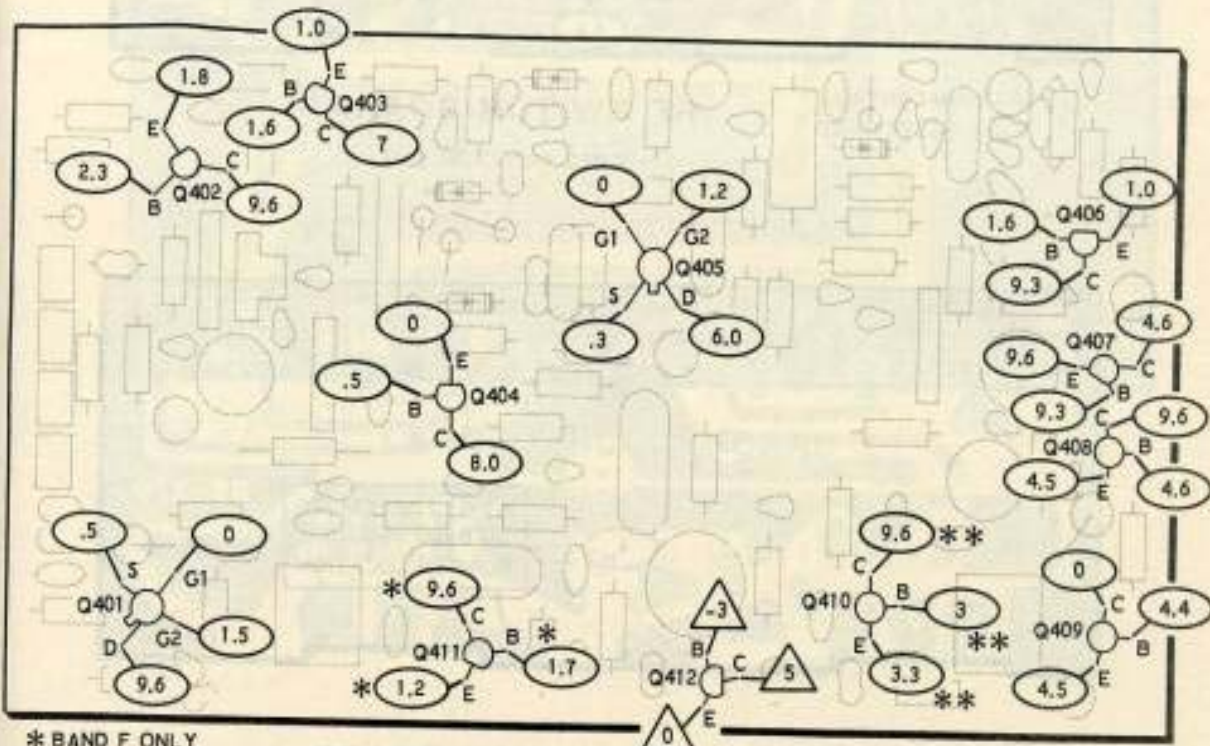 1.0
1.8
E
B
Q403
E
1.6
C
7
2.3
Q402
C
B
9.6
0
1.2
G1
G2
Q405
S
D
.3
6.0
1.0
1.6
Q406
B
E
9.3
C
4.6
Q407
9.6
E
C
B
9.3
C
9.6
Q408
B
4.5
E
4.6
0
E
.5
B
Q404
C
8.0
.5
0
S
G1
Q401
D
G2
1.5
9.6
*
9.6
C
B
*
Q411
1.7
*
1.2
E
-3
B
C
5
Q412
E
0
9.6
**
C
Q410
B
3
**
E
3.3
**
0
C
4.4
Q409
B
E
4.5
* BAND F ONLY